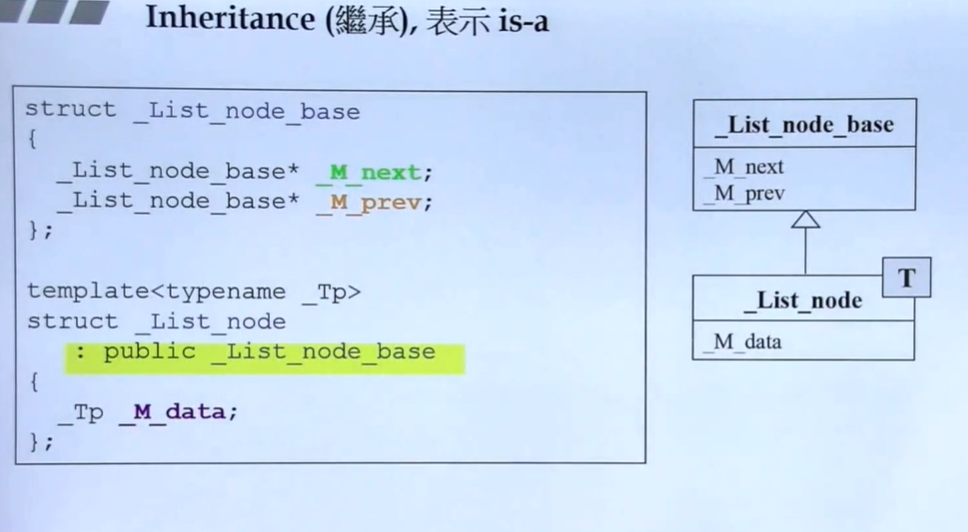 Inheritance (繼承), 表示 is-a
struct _List_node_base
{
_List_node_base* _M_next;
_List_node_base* _M_prev;
};
template<typename _Tp>
struct _List_node
: public _List_node_base
{
_Tp _M_data;
};
_List_node_base
_M_next
_M_prev
T
_List_node
_M_data